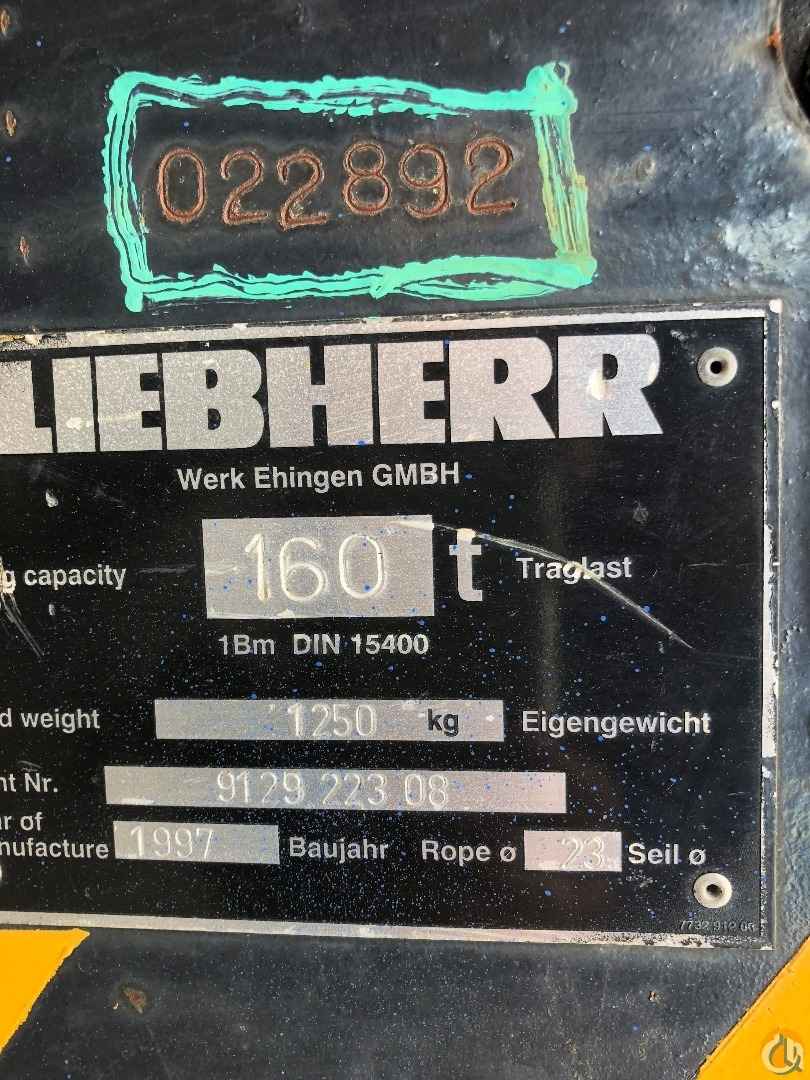 022892
LIEBHERR
Werk Ehingen GMBH
g capacity 160 t Traglast
1Bm DIN 15400
d weight 1250 kg Eigengewicht
nt Nr. 9129 223 08
r of
nufacture 1997 Baujahr Rope ø 23 Seil ø